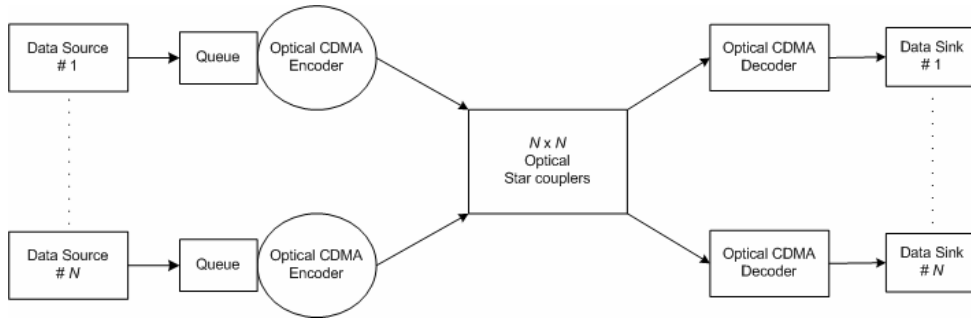 Data Source
# 1
Queue
Optical CDMA
Encoder
Optical CDMA
Decoder
Data Sink
# 1
N x N
Optical
Star couplers
Data Source
# N
Queue
Optical CDMA
Encoder
Optical CDMA
Decoder
Data Sink
# N